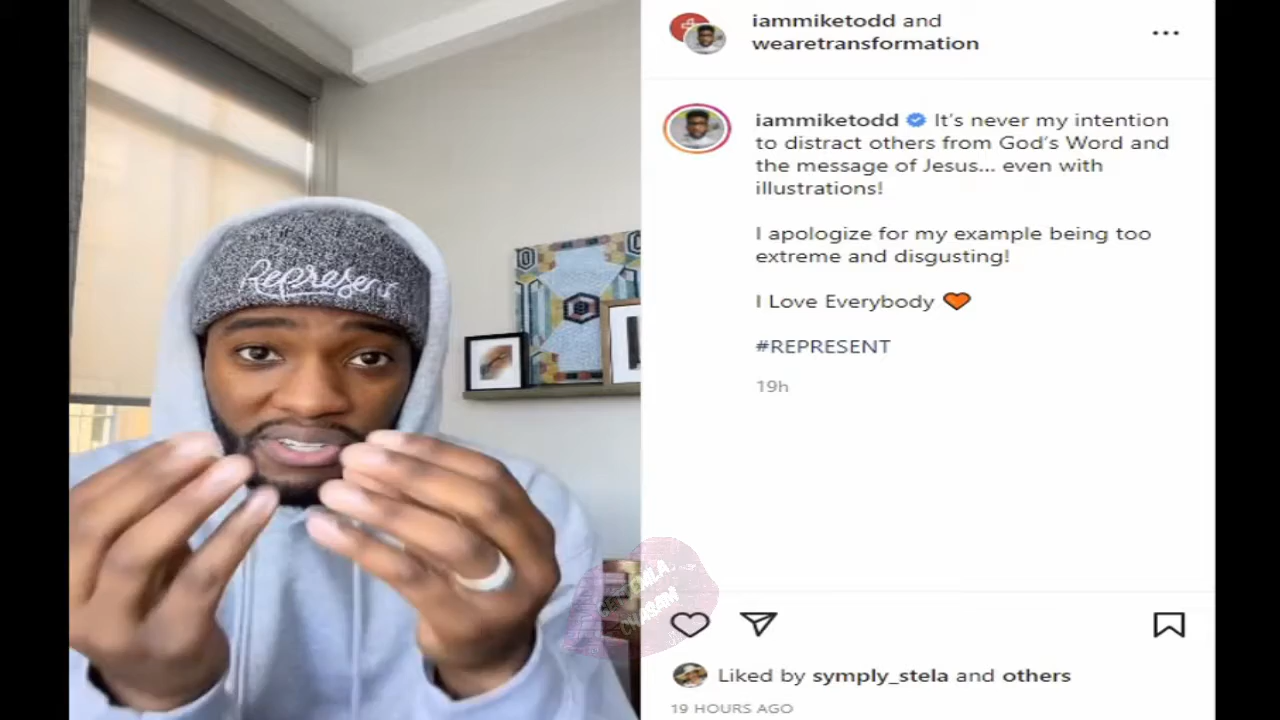 Represent
iammiketodd and
wearetransformation
iammiketodd It's never my intention
to distract others from God's Word and
the message of Jesus... even with
illustrations!
I apologize for my example being too
extreme and disgusting!
I Love Everybody 🧡
#REPRESENT
19h
Liked by symply_stela and others
19 HOURS AGO